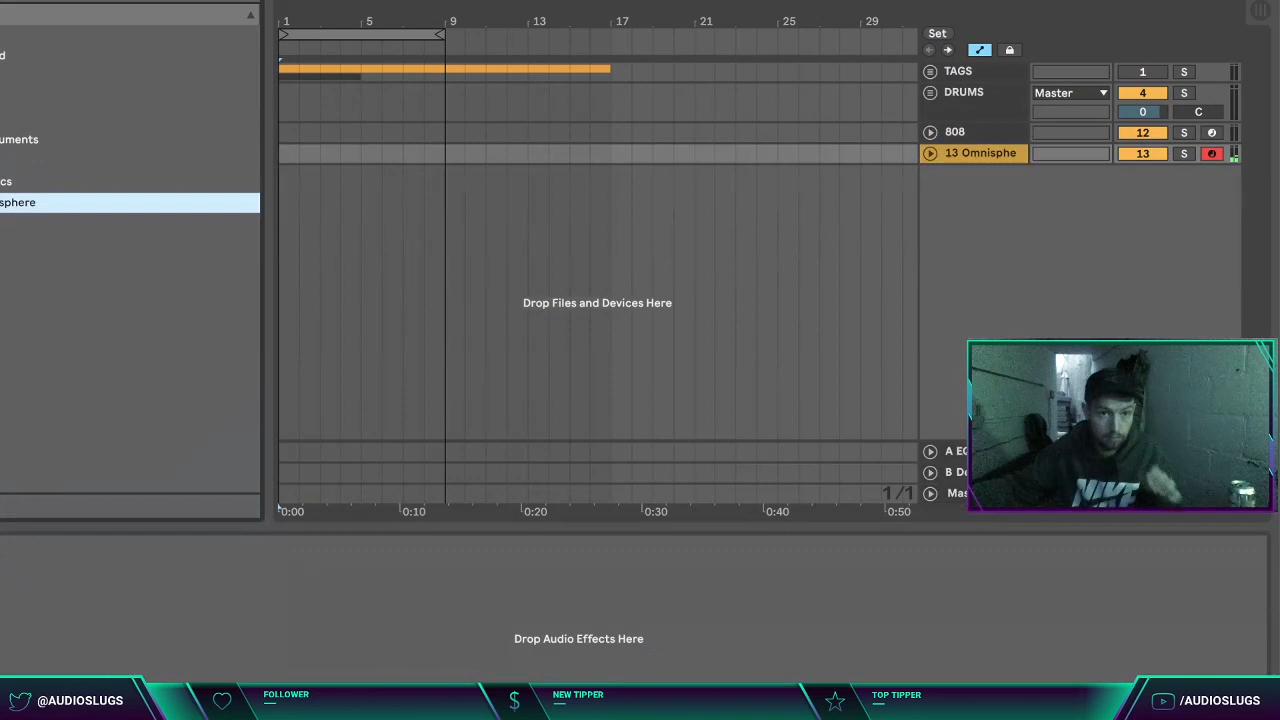 1 5 9 13 17 21 25 29
Set
d
TAGS 1 S
DRUMS Master 4 S
0 C
uments
808 12 S
13 Omnisphe 13 S
cs
sphere
Drop Files and Devices Here
A EC
B De
1/1
Mas
0:00 0:10 0:20 0:30 0:40 0:50
NIKE
Drop Audio Effects Here
@AUDIOSLUGS
FOLLOWER
NEW TIPPER
TOP TIPPER
/AUDIOSLUGS